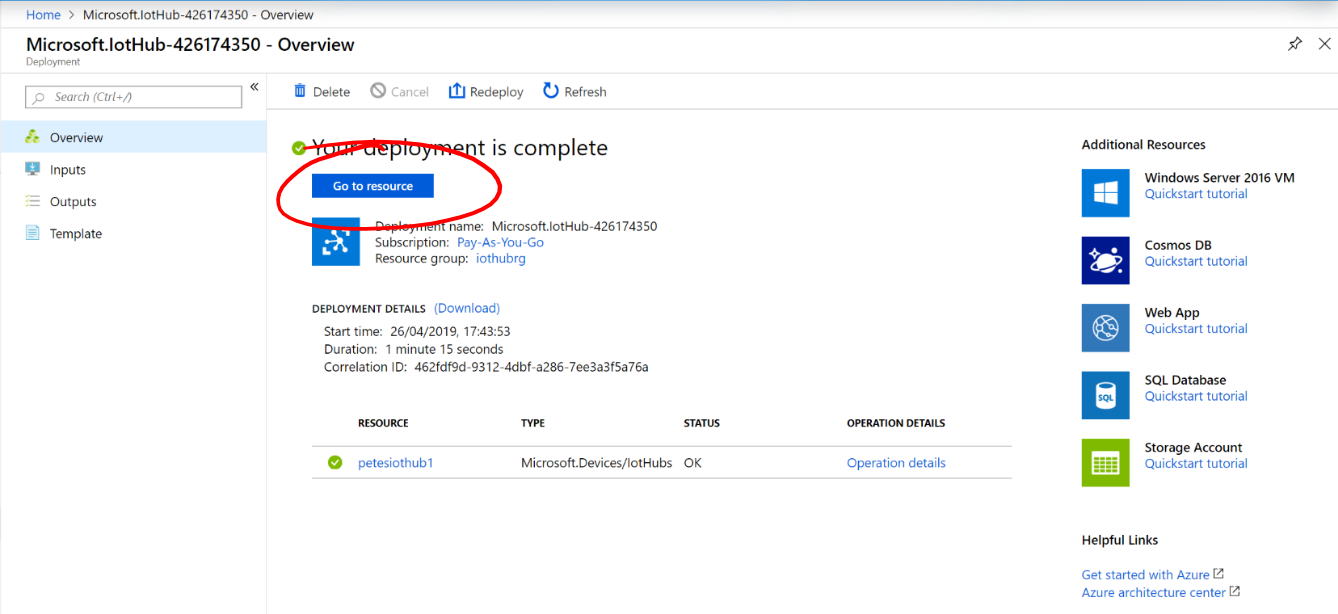 Home > Microsoft.IotHub-426174350 - Overview
Microsoft.IotHub-426174350 - Overview
Deployment
Search (Ctrl+/)
«
Overview
Inputs
Outputs
Template
Delete Cancel Redeploy Refresh
Your deployment is complete
Go to resource
Deployment name: Microsoft.IotHub-426174350
Subscription: Pay-As-You-Go
Resource group: iothubrg
DEPLOYMENT DETAILS (Download)
Start time: 26/04/2019, 17:43:53
Duration: 1 minute 15 seconds
Correlation ID: 462fdf9d-9312-4dbf-a286-7ee3a3f5a76a
RESOURCE TYPE STATUS OPERATION DETAILS
petesiothub1 Microsoft.Devices/IotHubs OK Operation details
Additional Resources
Windows Server 2016 VM
Quickstart tutorial
Cosmos DB
Quickstart tutorial
Web App
Quickstart tutorial
SQL
SQL Database
Quickstart tutorial
Storage Account
Quickstart tutorial
Helpful Links
Get started with Azure
Azure architecture center